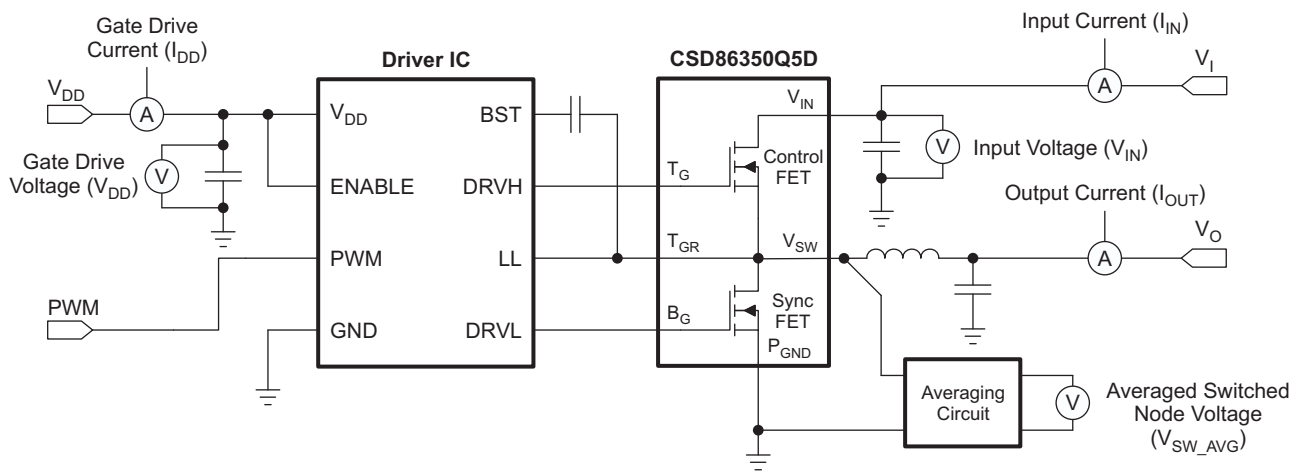 Gate Drive
Current (I_DD)
V_DD
A
Gate Drive
Voltage (V_DD)
V
PWM
Driver IC
V_DD
ENABLE
PWM
GND
BST
DRVH
LL
DRVL
CSD86350Q5D
V_IN
T_G
Control
FET
T_GR
V_SW
B_G
Sync
FET
P_GND
Input Current (I_IN)
A
V_I
V
Input Voltage (V_IN)
Output Current (I_OUT)
A
V_O
Averaging
Circuit
V
Averaged Switched
Node Voltage
(V_SW_AVG)